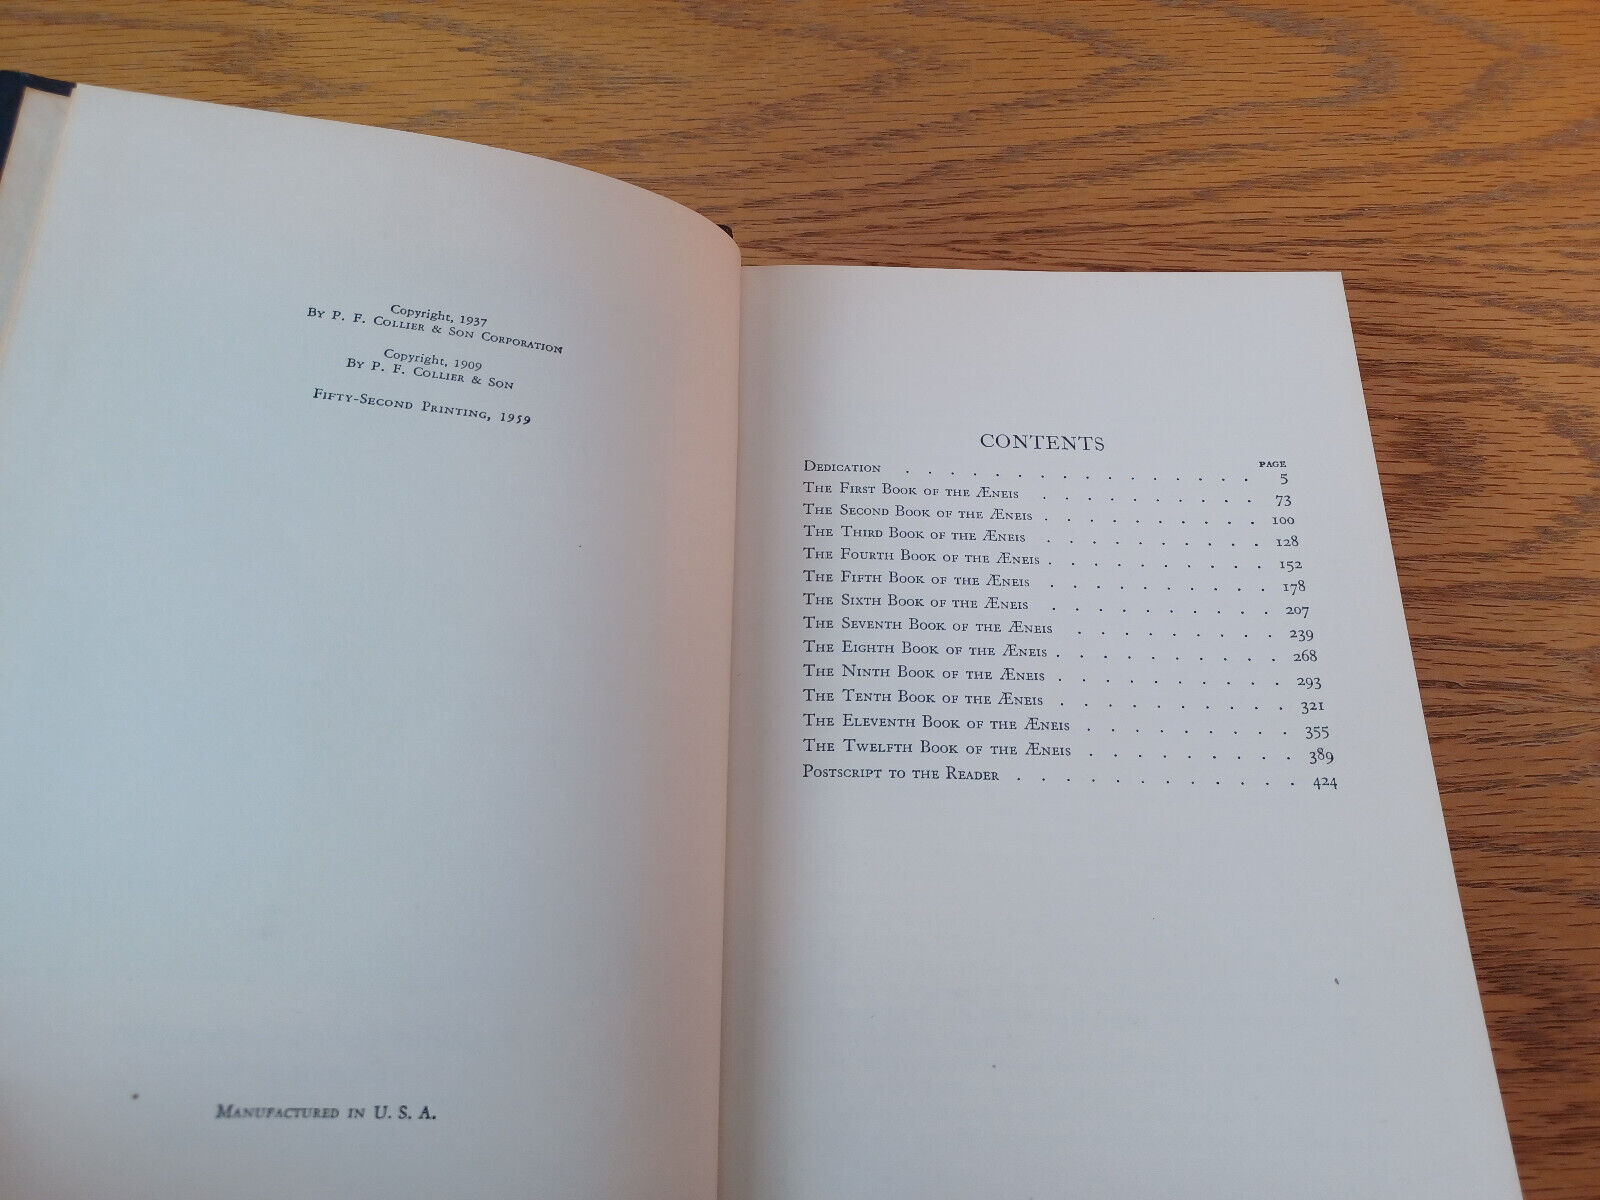 Copyright, 1937
By P. F. Collier & Son Corporation
Copyright, 1909
By P. F. Collier & Son
Fifty-Second Printing, 1959
Manufactured in U. S. A.
CONTENTS
PAGE
Dedication . . . . . . . . . . . . . . 5
The First Book of the Æneis . . . . . . . . . 73
The Second Book of the Æneis . . . . . . . . . 100
The Third Book of the Æneis . . . . . . . . . 128
The Fourth Book of the Æneis . . . . . . . . . 152
The Fifth Book of the Æneis . . . . . . . . . 178
The Sixth Book of the Æneis . . . . . . . . . 207
The Seventh Book of the Æneis . . . . . . . . 239
The Eighth Book of the Æneis . . . . . . . . . 268
The Ninth Book of the Æneis . . . . . . . . . 293
The Tenth Book of the Æneis . . . . . . . . . 321
The Eleventh Book of the Æneis . . . . . . . . 355
The Twelfth Book of the Æneis . . . . . . . . 389
Postscript to the Reader . . . . . . . . . . 424